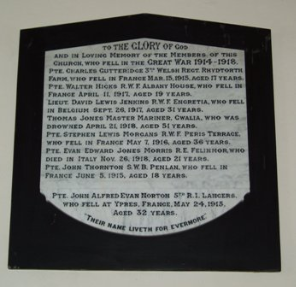 TO THE GLORY OF GOD
AND IN LOVING MEMORY OF THE MEMBERS OF THIS
CHURCH, WHO FELL IN THE GREAT WAR 1914-1918.
PTE. CHARLES GUTTERIDGE 3RD WELSH REGT. RHYDTORTH
FARM, WHO FELL IN FRANCE MAR. 15, 1915, AGED 17 YEARS.
PTE. WALTER HIGGS R.W.F. ALBANY HOUSE, WHO FELL IN
FRANCE APRIL 11, 1917, AGED 19 YEARS.
LIEUT. DAVID LEWIS JENKINS R.W.F. ENGRETIA, WHO FELL
IN BELGIUM SEPT. 26, 1917, AGED 31 YEARS.
THOMAS JONES MASTER MARINER, GWALIA, WHO WAS
DROWNED APRIL 21, 1918, AGED 51 YEARS.
PTE. STEPHEN LEWIS MORGANS R.W.F. PERIS TERRACE,
WHO FELL IN FRANCE MAY 7, 1916, AGED 36 YEARS.
PTE. EVAN EDWARD JONES MORRIS R.E. FELINMOR, WHO
DIED IN ITALY NOV. 26, 1918, AGED 21 YEARS.
PTE. JOHN THORNTON S.W.B. PENLAN, WHO FELL IN
FRANCE JUNE 5, 1915, AGED 18 YEARS.
PTE. JOHN ALFRED EVAN NORTON 5TH R.I. LANCERS,
WHO FELL AT YPRES, FRANCE, MAY 24, 1915,
AGED 32 YEARS.
"THEIR NAME LIVETH FOR EVERMORE"